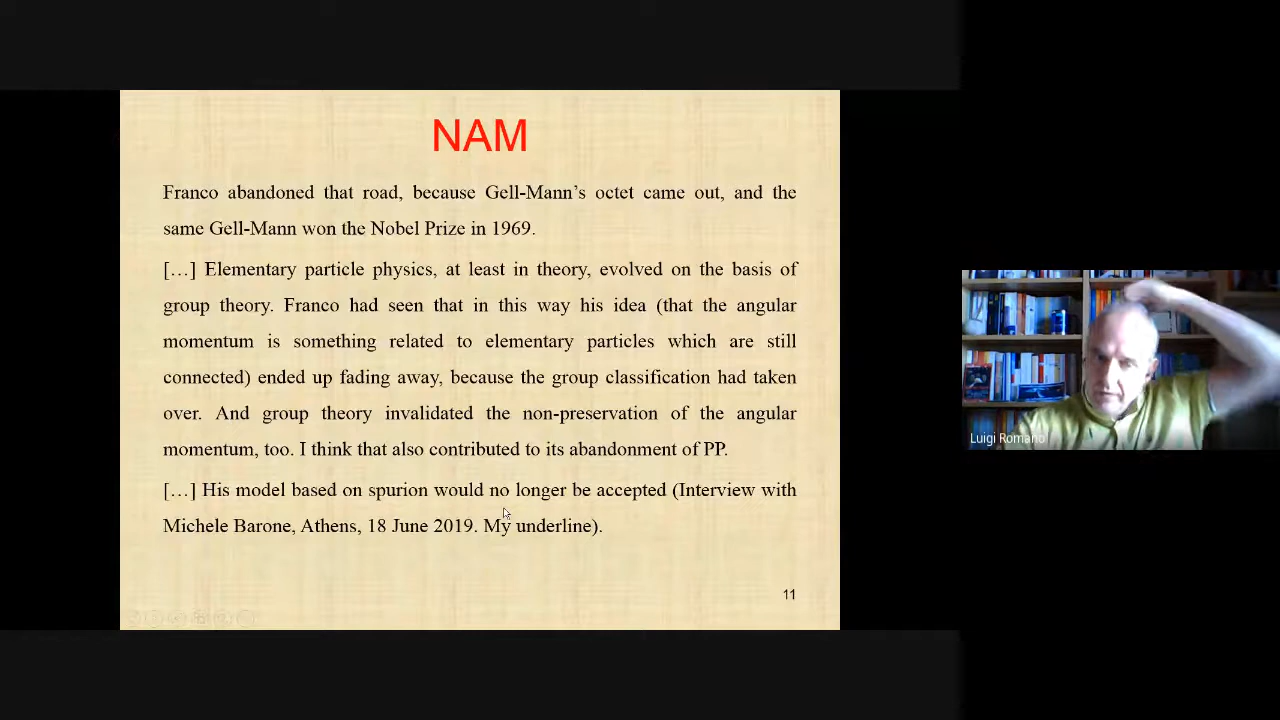 NAM
Franco abandoned that road, because Gell-Mann's octet came out, and the
same Gell-Mann won the Nobel Prize in 1969.
[…] Elementary particle physics, at least in theory, evolved on the basis of
group theory. Franco had seen that in this way his idea (that the angular
momentum is something related to elementary particles which are still
connected) ended up fading away, because the group classification had taken
over. And group theory invalidated the non-preservation of the angular
momentum, too. I think that also contributed to its abandonment of PP.
[…] His model based on spurion would no longer be accepted (Interview with
Michele Barone, Athens, 18 June 2019. My underline).
11
Luigi Romano